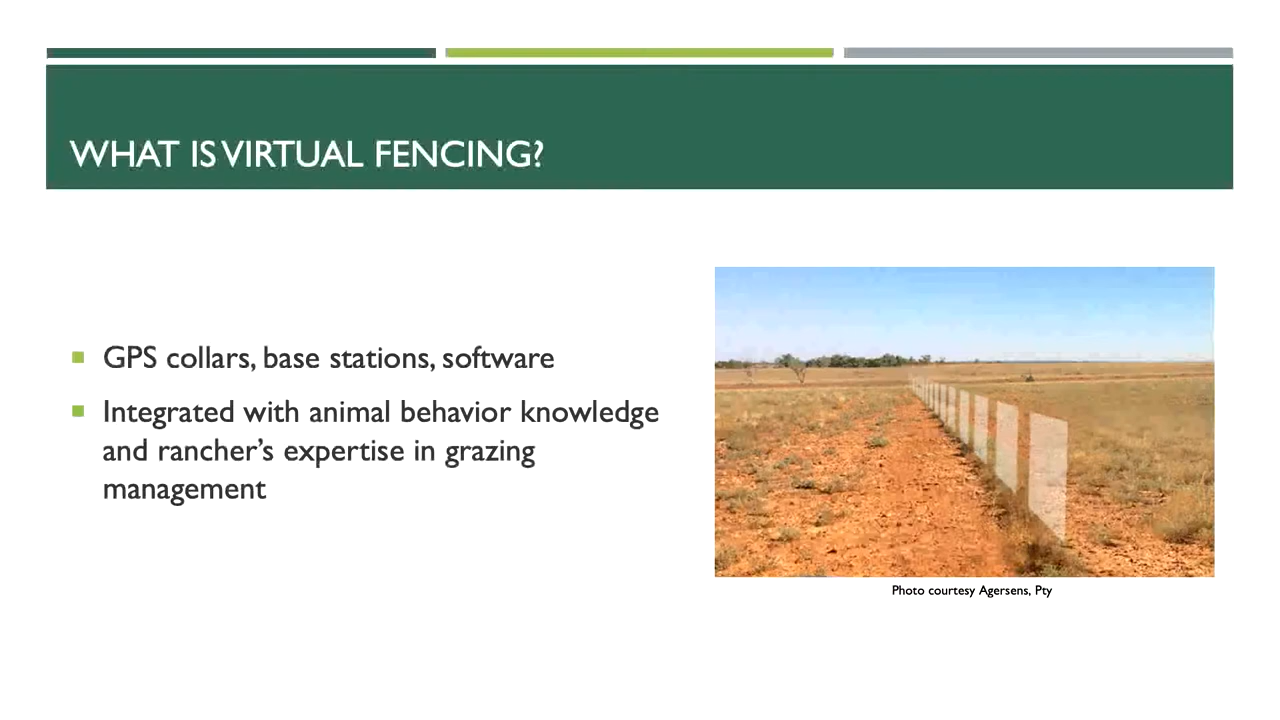 WHAT IS VIRTUAL FENCING?
GPS collars, base stations, software
Integrated with animal behavior knowledge
and rancher’s expertise in grazing
management
Photo courtesy Agersens, Pty